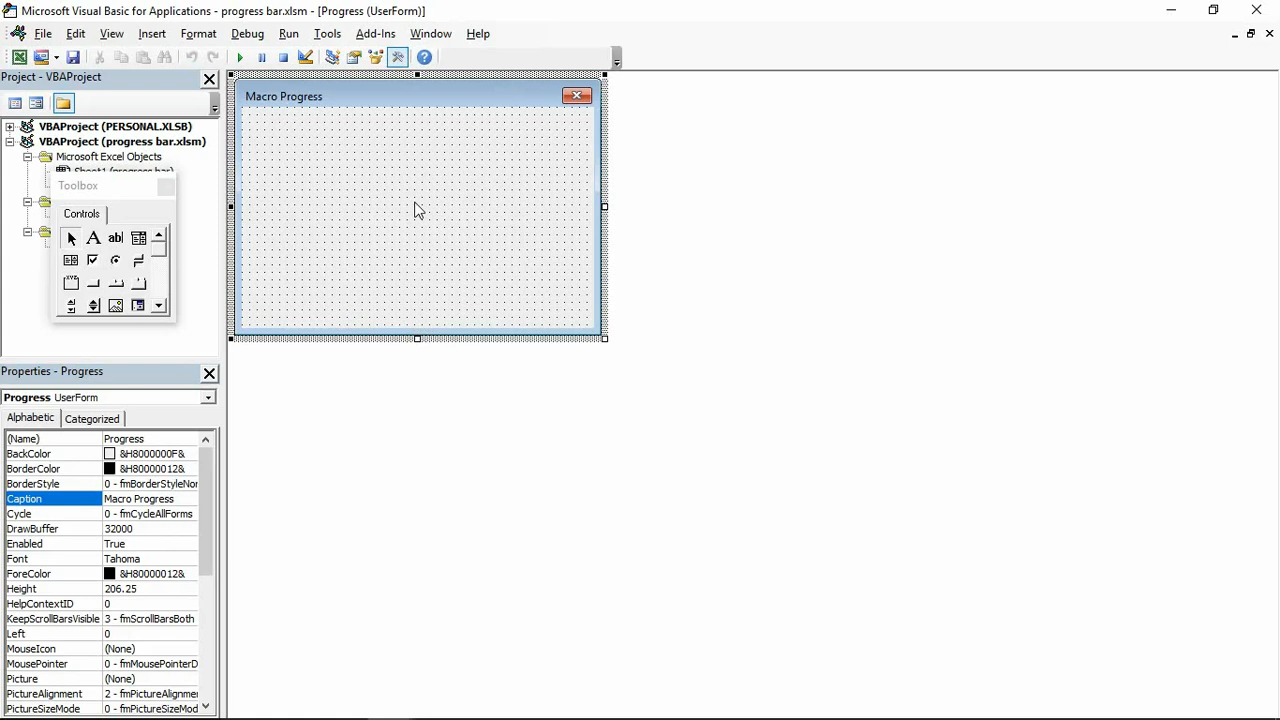 Microsoft Visual Basic for Applications - progress bar.xlsm - [Progress (UserForm)]
File Edit View Insert Format Debug Run Tools Add-Ins Window Help
Project - VBAProject
VBAProject (PERSONAL.XLSB)
VBAProject (progress bar.xlsm)
Microsoft Excel Objects
Sheet1 (progress bar)
Toolbox
Controls
A
ab
Macro Progress
Properties - Progress
Progress UserForm
Alphabetic Categorized
(Name) Progress
BackColor &H8000000F&
BorderColor &H80000012&
BorderStyle 0 - fmBorderStyleNor
Caption Macro Progress
Cycle 0 - fmCycleAllForms
DrawBuffer 32000
Enabled True
Font Tahoma
ForeColor &H80000012&
Height 206.25
HelpContextID 0
KeepScrollBarsVisible 3 - fmScrollBarsBoth
Left 0
MouseIcon (None)
MousePointer 0 - fmMousePointerD
Picture (None)
PictureAlignment 2 - fmPictureAlignmer
PictureSizeMode 0 - fmPictureSizeMod